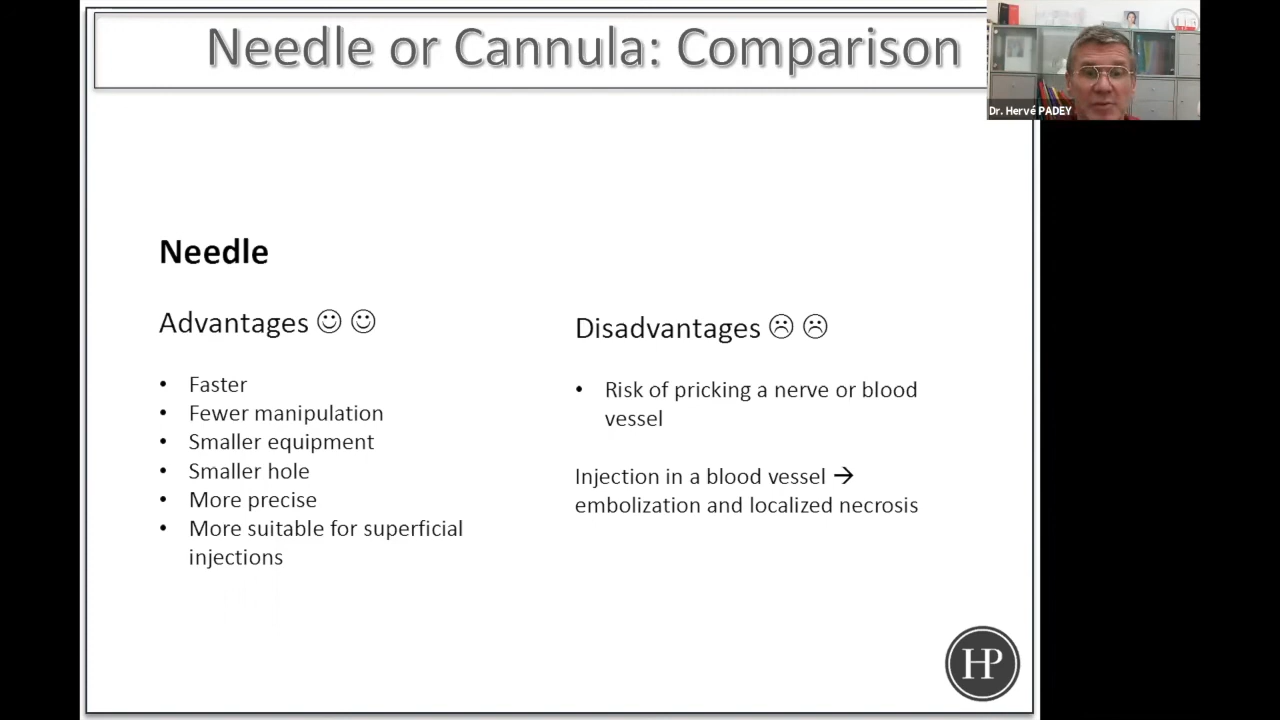 Needle or Cannula: Comparison
Dr. Hervé PADEY
Needle
Advantages ☺ ☺
• Faster
• Fewer manipulation
• Smaller equipment
• Smaller hole
• More precise
• More suitable for superficial
injections
Disadvantages ☹ ☹
• Risk of pricking a nerve or blood
vessel
Injection in a blood vessel →
embolization and localized necrosis
HP